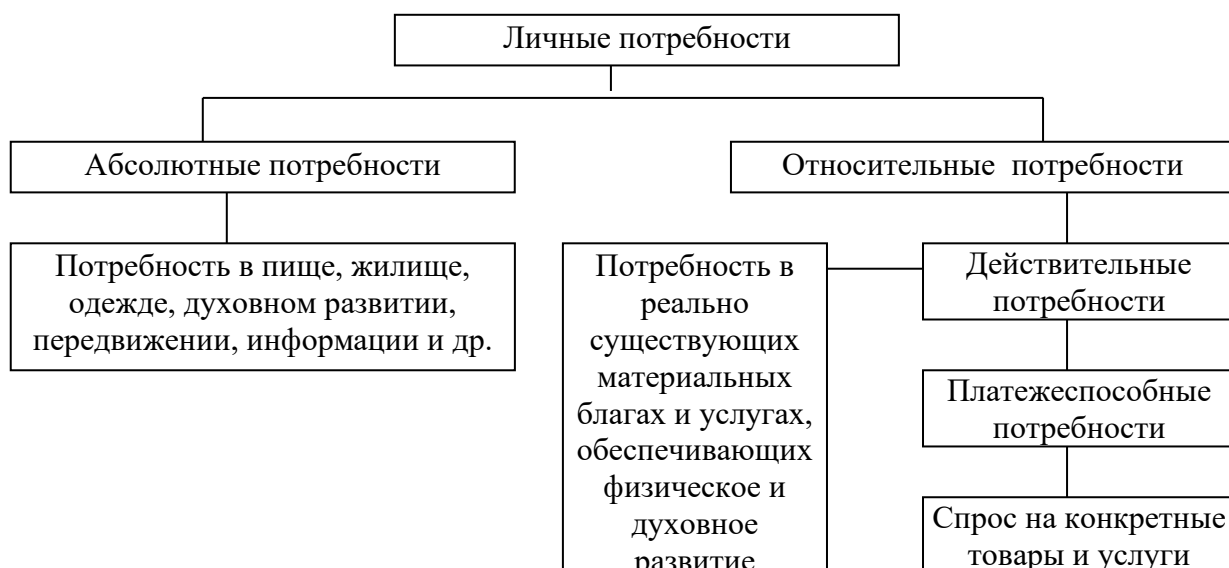 Личные потребности
Абсолютные потребности
Относительные потребности
Потребность в пище, жилище,
одежде, духовном развитии,
передвижении, информации и др.
Потребность в
реально
существующих
материальных
благах и услугах,
обеспечивающих
физическое и
духовное
развитие
Действительные
потребности
Платежеспособные
потребности
Спрос на конкретные
товары и услуги